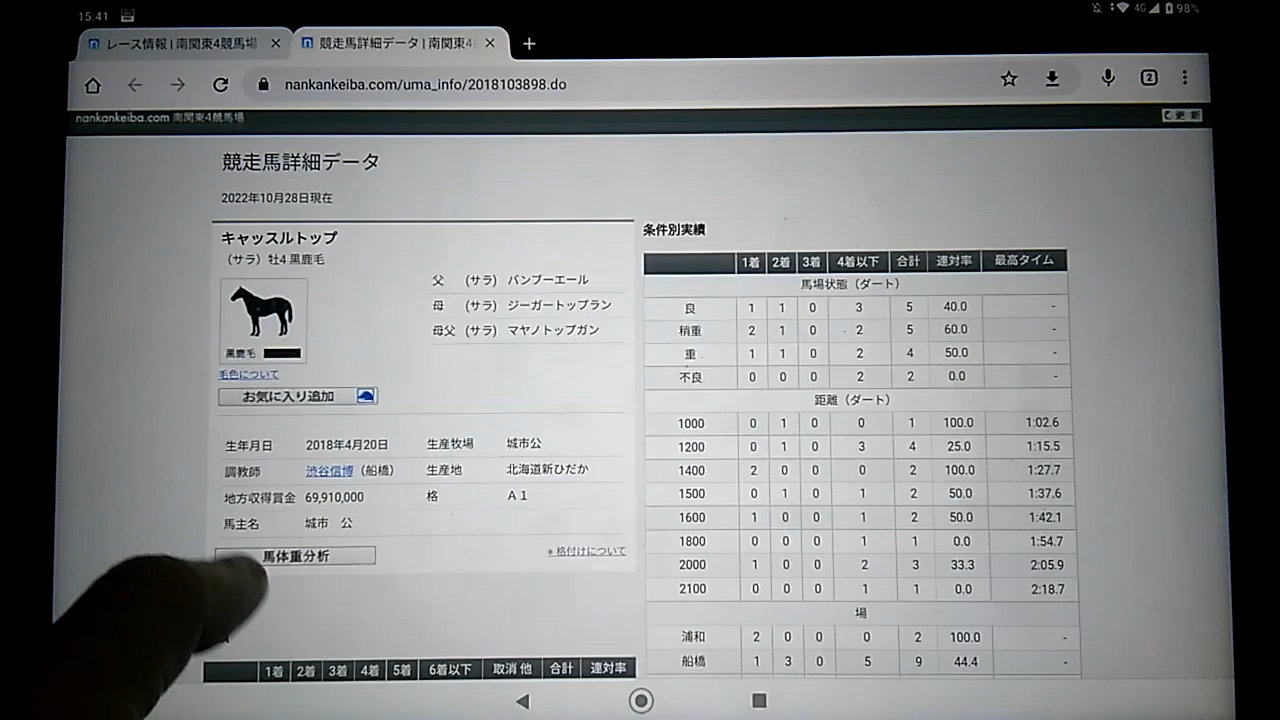 15:41
4G 98%
レース情報 | 南関東4競馬場
競走馬詳細データ | 南関東4
nankankeiba.com/uma_info/2018103898.do
2
nankankeiba.com 南関東4競馬場
更新
競走馬詳細データ
2022年10月28日現在
キャッスルトップ
（サラ）牡4 黒鹿毛
父 (サラ) バンブーエール
母 (サラ) ジーガートップラン
母父 (サラ) マヤノトップガン
黒鹿毛
毛色について
お気に入り追加
生年月日 2018年4月20日 生産牧場 城市公
調教師 渋谷信博（船橋） 生産地 北海道新ひだか
地方収得賞金 69,910,000 格 A1
馬主名 城市 公
馬体重分析
※格付けについて
1着 2着 3着 4着 5着 6着以下 取消他 合計 連対率
条件別実績
1着 2着 3着 4着以下 合計 連対率 最高タイム
馬場状態（ダート）
良 1 1 0 3 5 40.0 -
稍重 2 1 0 2 5 60.0 -
重 1 1 0 2 4 50.0 -
不良 0 0 0 2 2 0.0 -
距離（ダート）
1000 0 1 0 0 1 100.0 1:02.6
1200 0 1 0 3 4 25.0 1:15.5
1400 2 0 0 0 2 100.0 1:27.7
1500 0 1 0 1 2 50.0 1:37.6
1600 1 0 0 1 2 50.0 1:42.1
1800 0 0 0 1 1 0.0 1:54.7
2000 1 0 0 2 3 33.3 2:05.9
2100 0 0 0 1 1 0.0 2:18.7
場
浦和 2 0 0 0 2 100.0 -
船橋 1 3 0 5 9 44.4 -